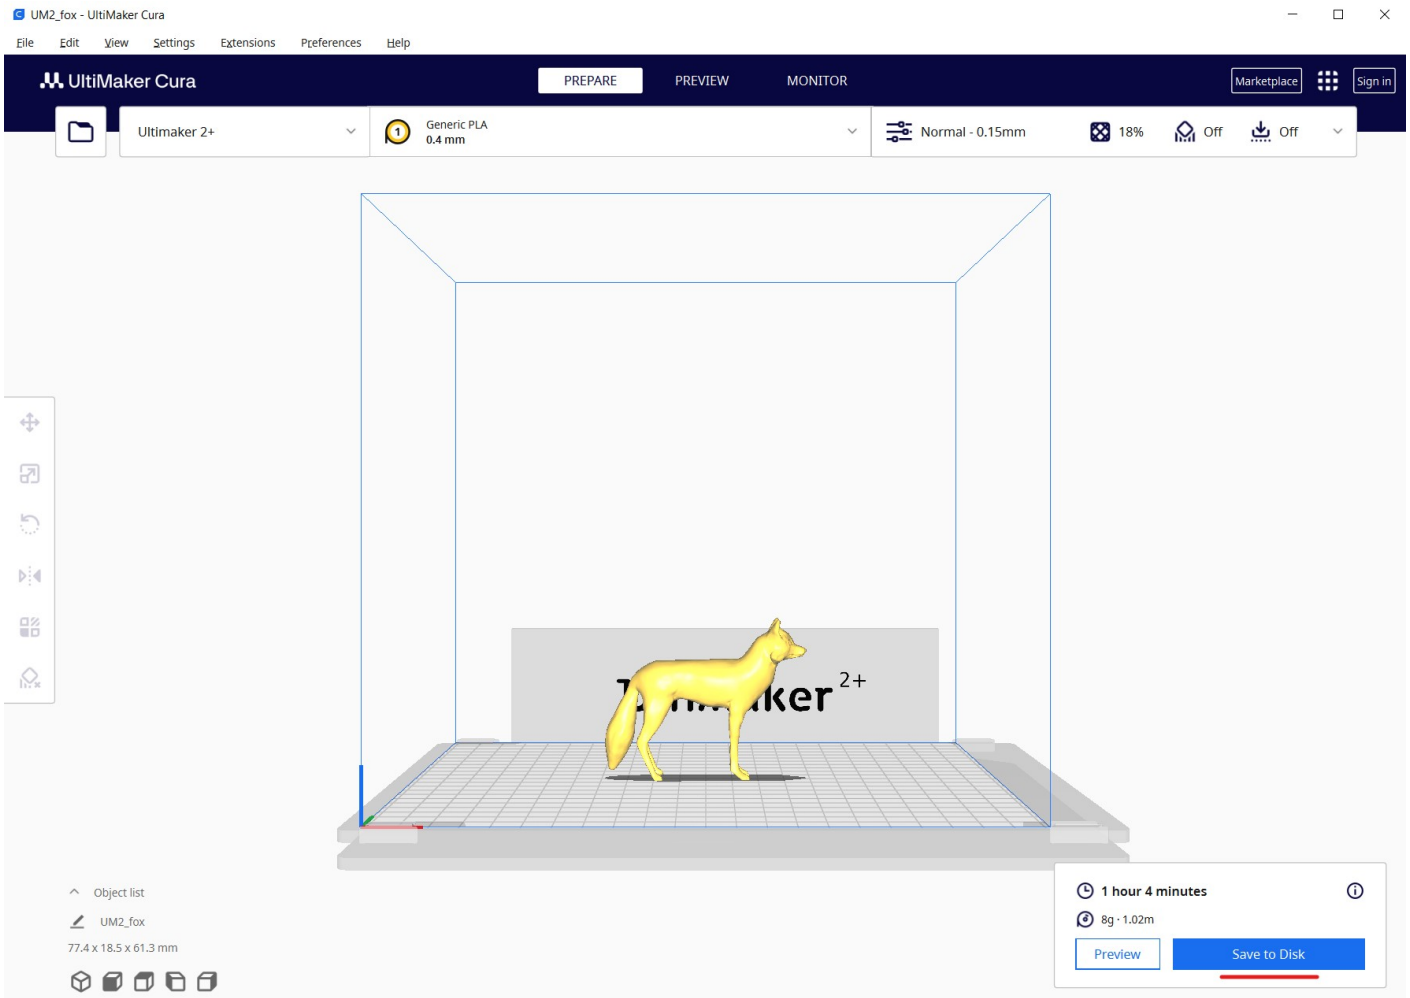 UM2_fox - UltiMaker Cura
File Edit View Settings Extensions Preferences Help
UltiMaker Cura PREPARE PREVIEW MONITOR Marketplace Sign in
Ultimaker 2+ 1 Generic PLA 0.4 mm Normal - 0.15mm 18% Off Off
2+
Object list
UM2_fox
77.4 x 18.5 x 61.3 mm
1 hour 4 minutes
8g · 1.02m
Preview Save to Disk